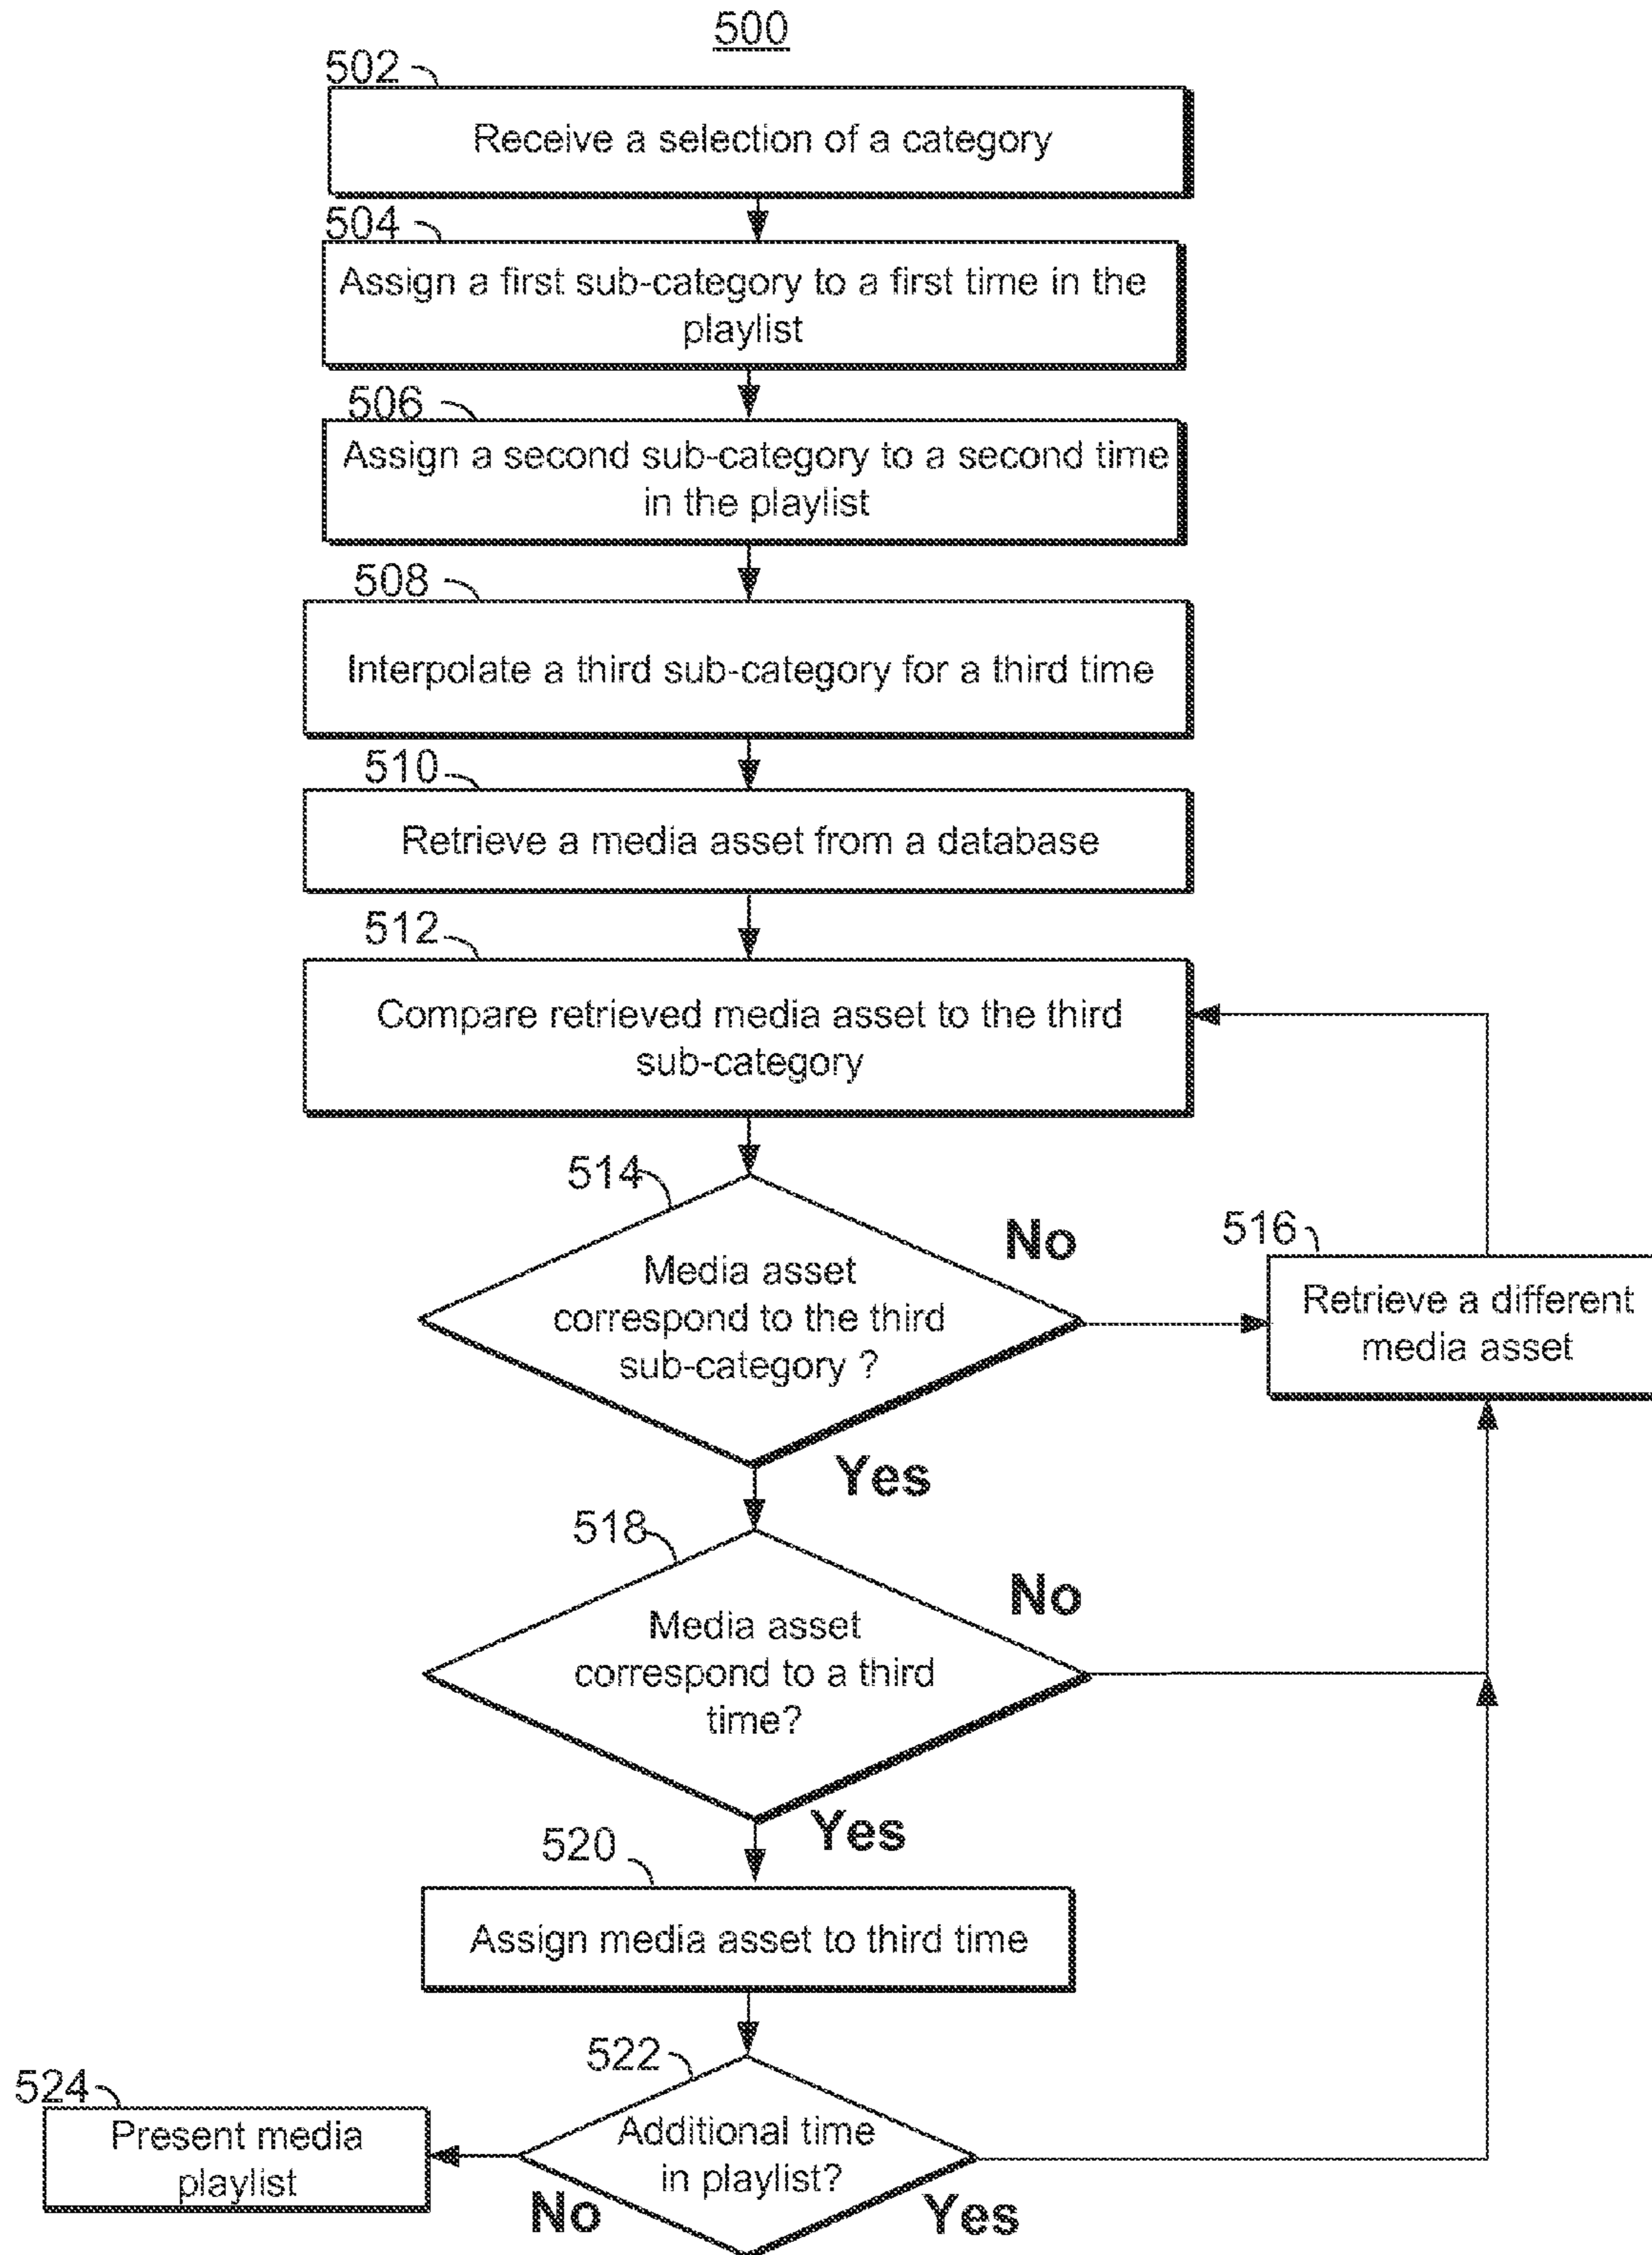 500
502
Receive a selection of a category
504
Assign a first sub-category to a first time in the
playlist
506
Assign a second sub-category to a second time
in the playlist
508
Interpolate a third sub-category for a third time
510
Retrieve a media asset from a database
512
Compare retrieved media asset to the third
sub-category
514
Media asset
correspond to the third
sub-category ?
No
516
Retrieve a different
media asset
Yes
518
Media asset
correspond to a third
time?
No
Yes
520
Assign media asset to third time
522
Additional time
in playlist?
524
Present media
playlist
No
Yes